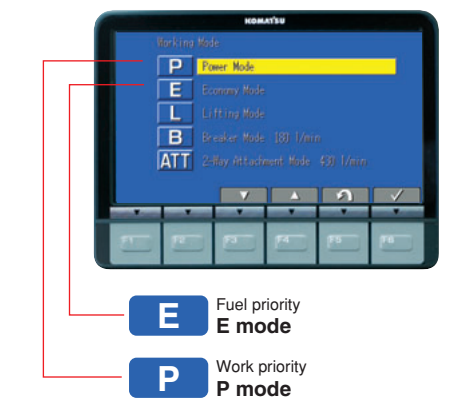 KOMATSU
Working Mode
P Power Mode
E Economy Mode
L Lifting Mode
B Breaker Mode 180 l/min
ATT 2-Way Attachment Mode 430 l/min
F1 F2 F3 F4 F5 F6
E Fuel priority
E mode
P Work priority
P mode